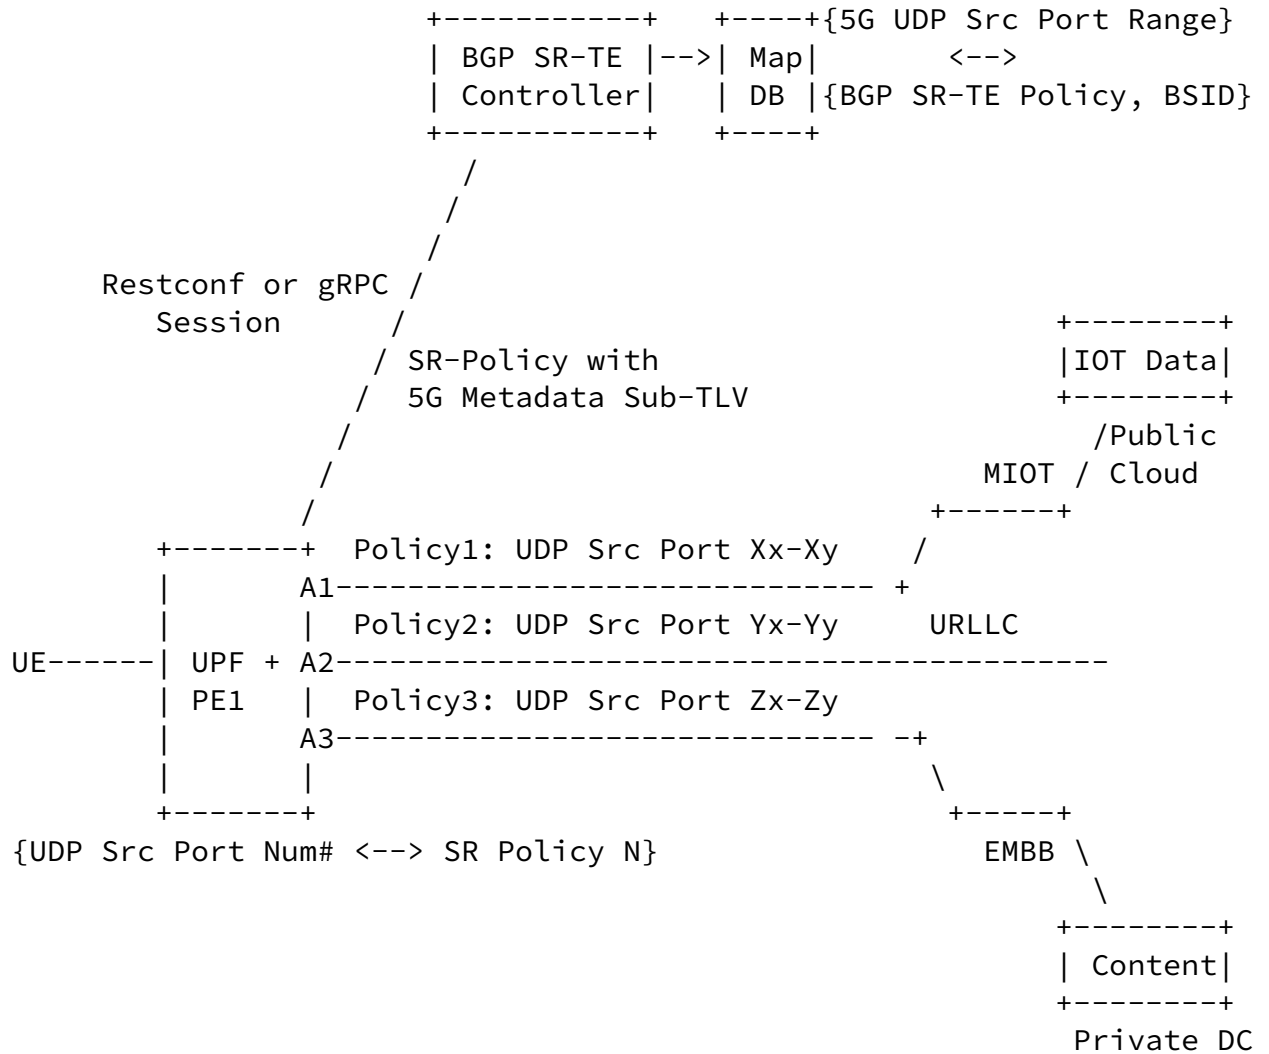 +-----------+   +----+{5G UDP Src Port Range}
| BGP SR-TE |-->| Map|       <-->
| Controller|   | DB |{BGP SR-TE Policy, BSID}
+-----------+   +----+
/
/
/
Restconf or gRPC /
Session      /                                    +--------+
/ SR-Policy with                      |IOT Data|
/  5G Metadata Sub-TLV                 +--------+
/                                         /Public
/                                    MIOT / Cloud
/                                  +------+
+-------+  Policy1: UDP Src Port Xx-Xy    /
|       A1------------------------------ +
|       |  Policy2: UDP Src Port Yx-Yy     URLLC
UE------| UPF + A2-------------------------------------------
| PE1   |  Policy3: UDP Src Port Zx-Zy
|       A3------------------------------ -+
|       |                                  \
+-------+                                   +-----+
{UDP Src Port Num# <--> SR Policy N}                  EMBB \
\
+--------+
| Content|
+--------+
Private DC